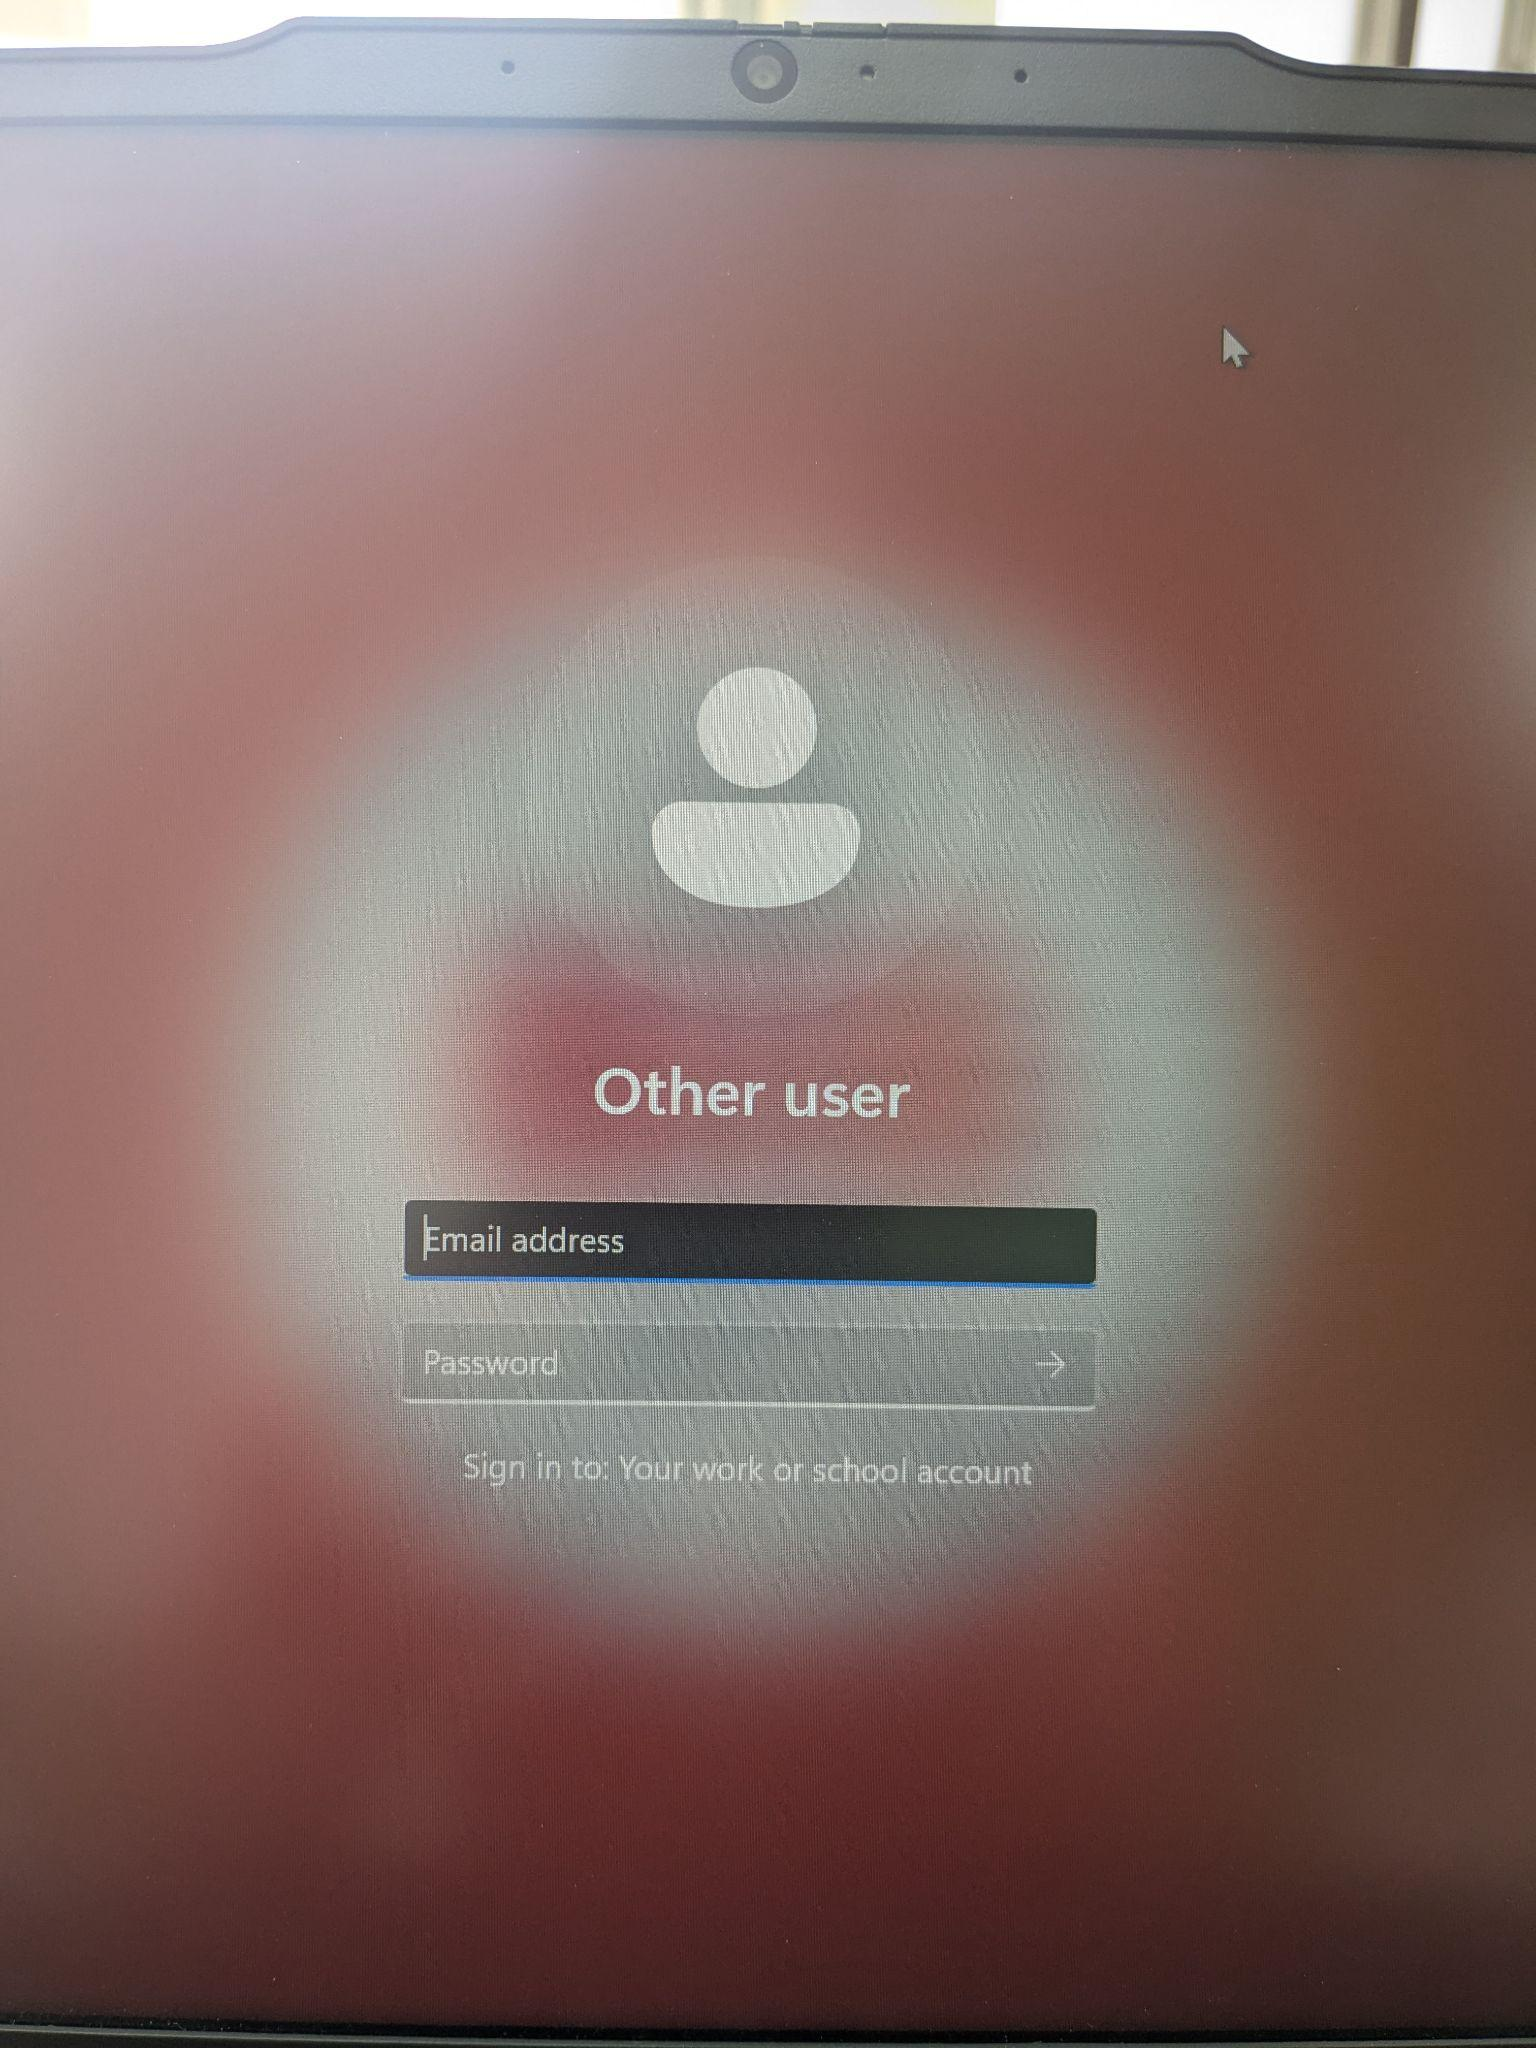 Other user
Email address
Password
Sign in to: Your work or school account